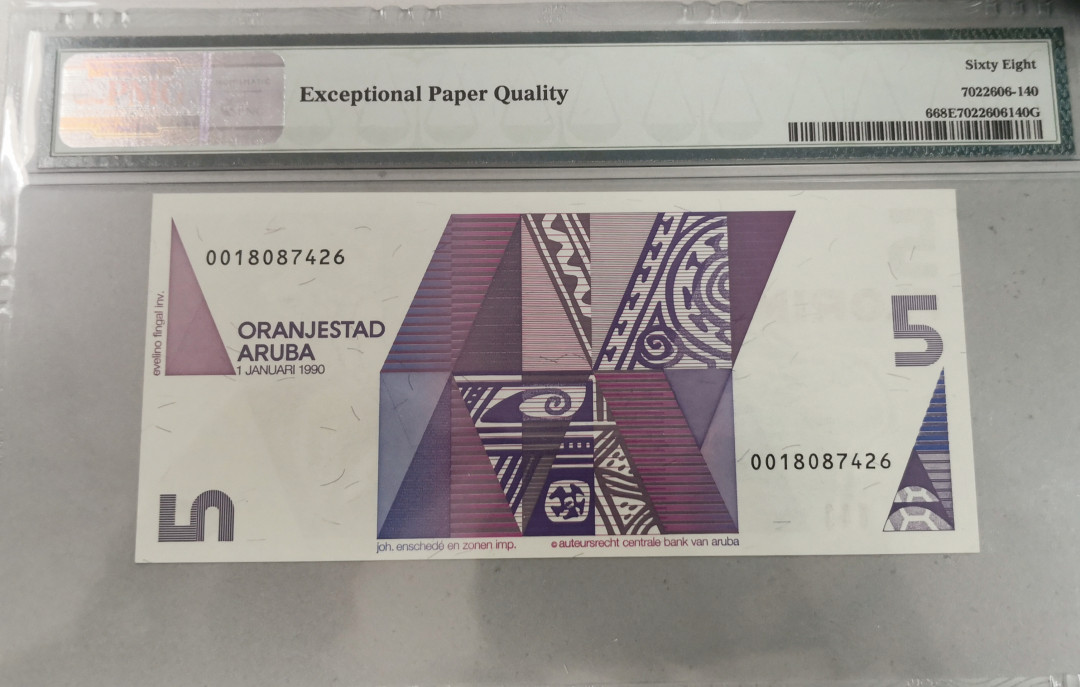 PMG
Exceptional Paper Quality
Sixty Eight
7022606-140
668E7022606140G
0018087426
evelino fingal inv.
ORANJESTAD
ARUBA
1 JANUARI 1990
5
5
0018087426
joh. enschedé en zonen imp.
© auteursrecht centrale bank van aruba